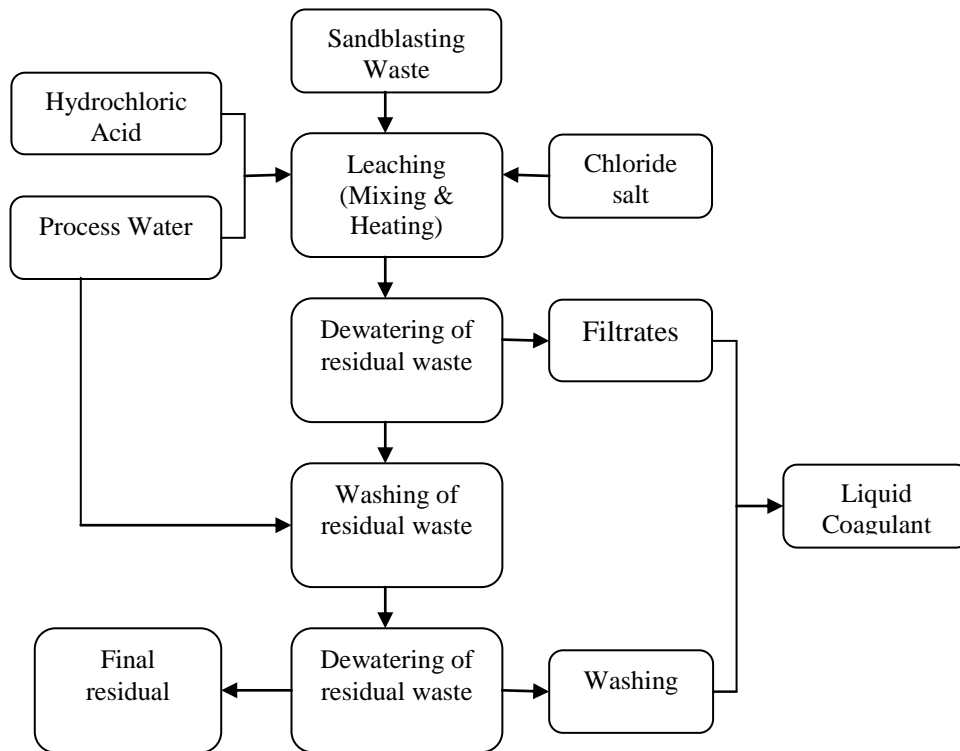 Sandblasting
Waste
Hydrochloric
Acid
Leaching
(Mixing &
Heating)
Chloride
salt
Process Water
Dewatering of
residual waste
Filtrates
Washing of
residual waste
Liquid
Coagulant
Final
residual
Dewatering of
residual waste
Washing